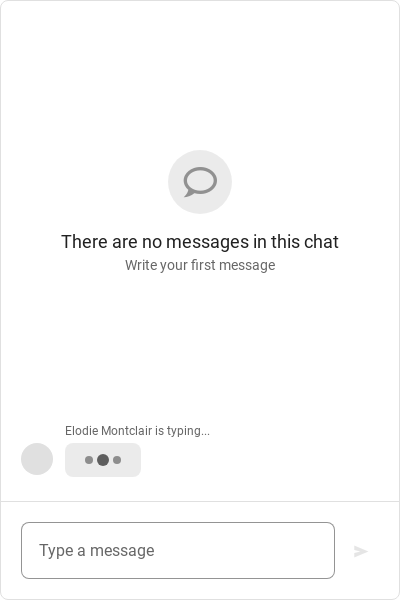 There are no messages in this chat
Write your first message
Elodie Montclair is typing...
Type a message